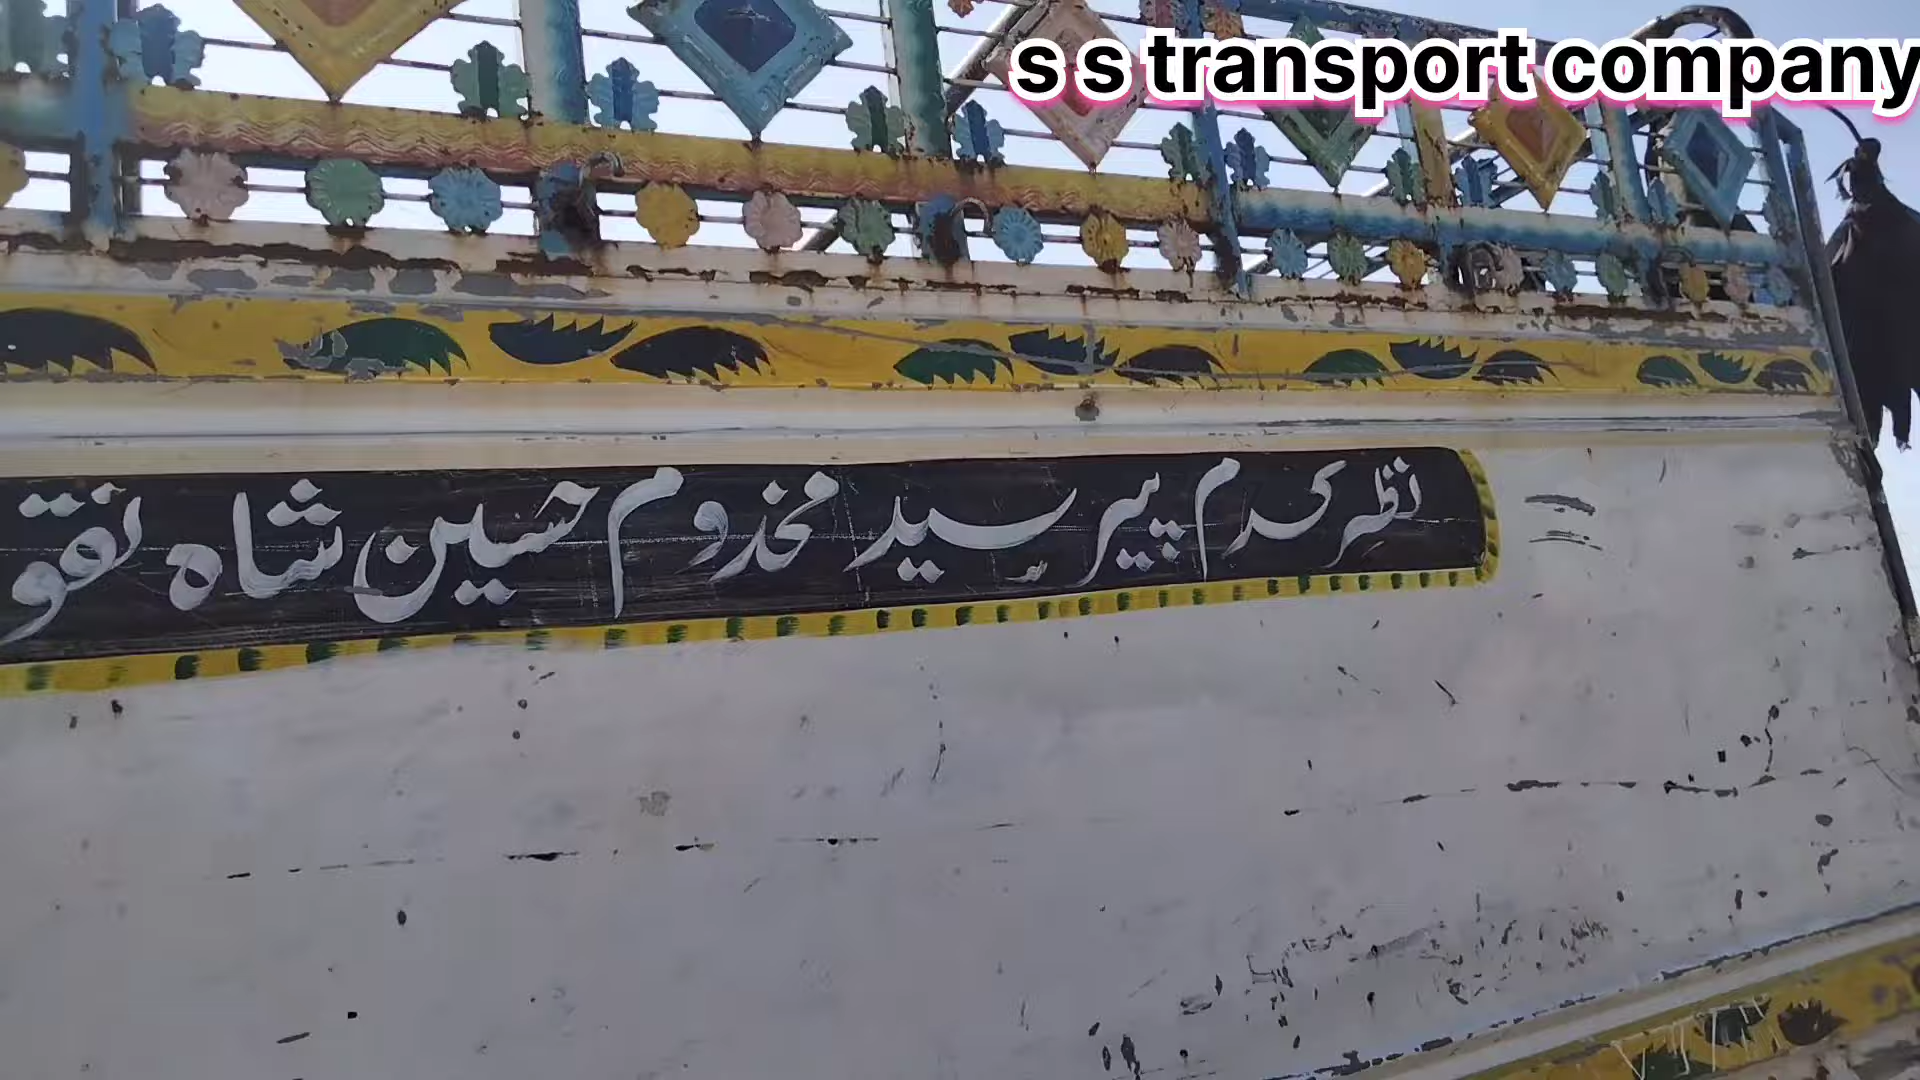 s s transport company
نظرِ کرم پیر سید مخدوم حسین شاہ نقو